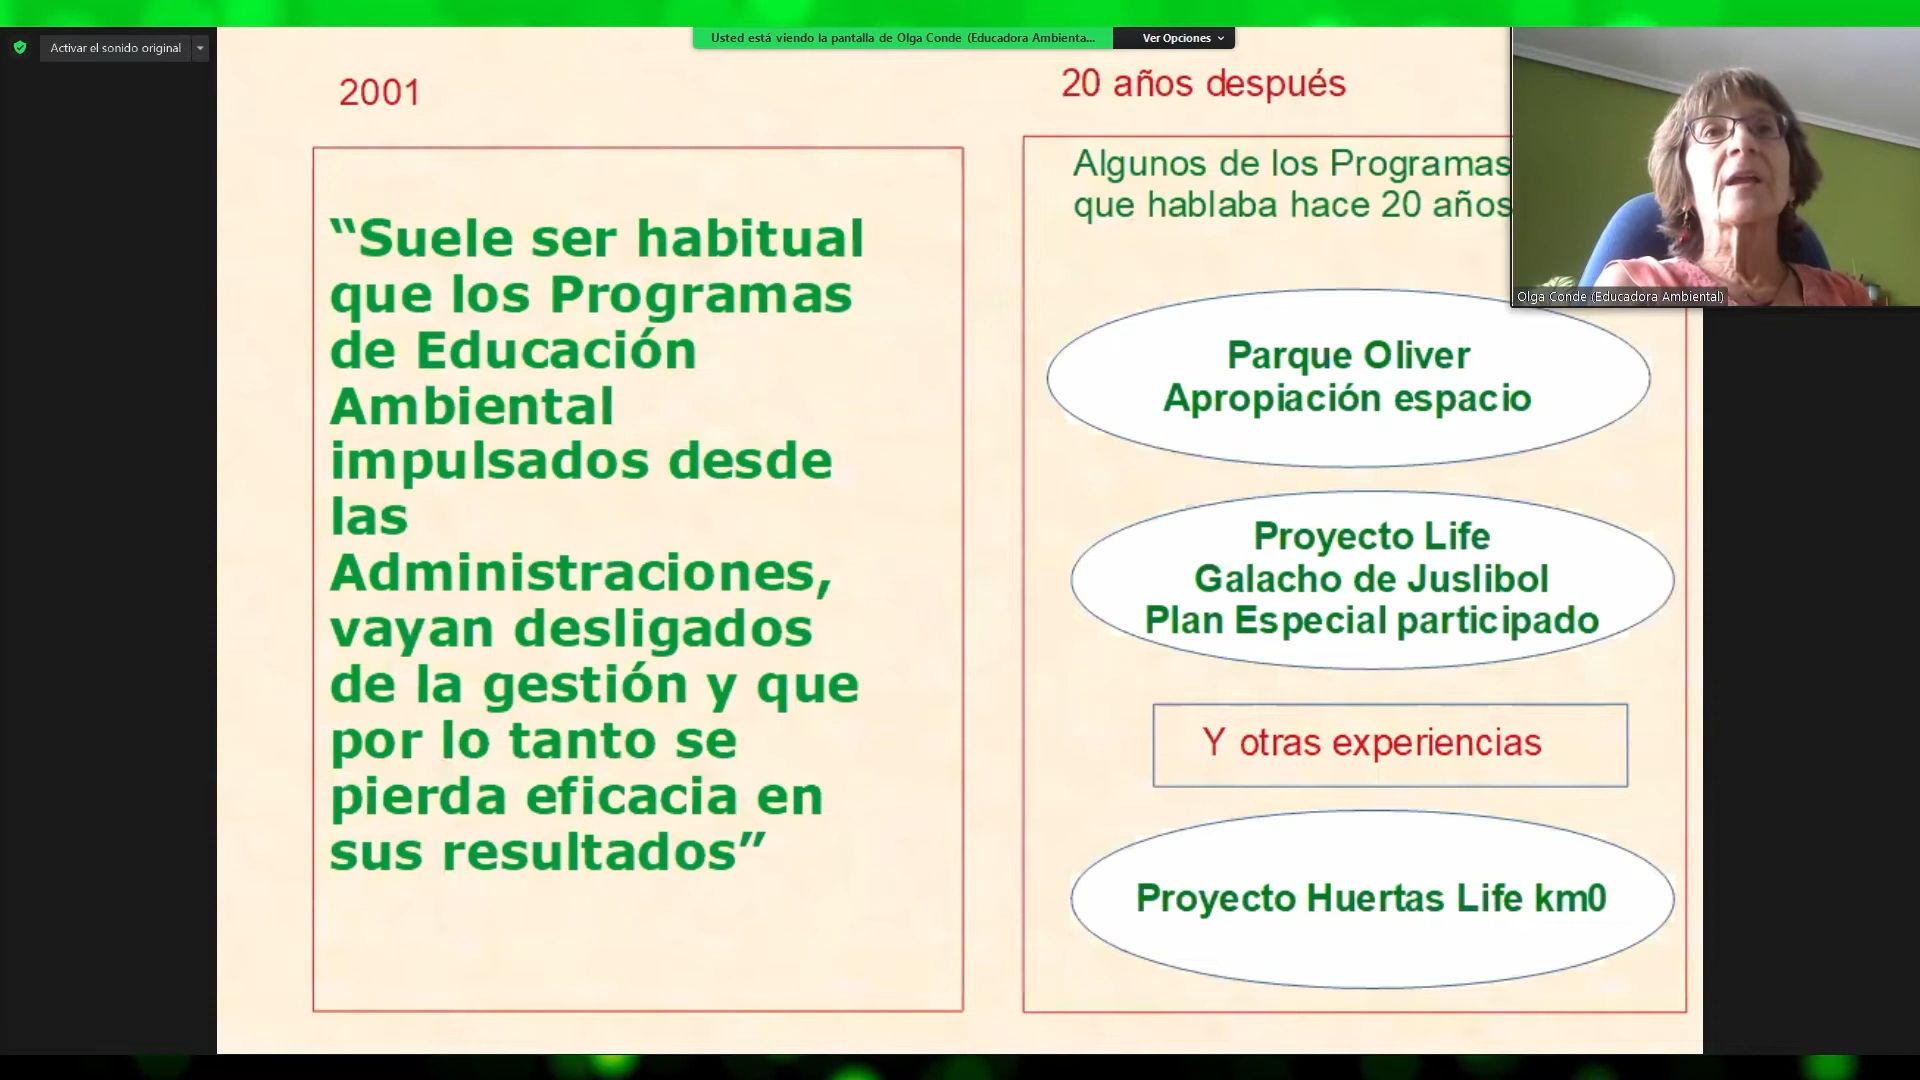 Activar el sonido original
Usted está viendo la pantalla de Olga Conde (Educadora Ambienta...
Ver Opciones
2001
“Suele ser habitual
que los Programas
de Educación
Ambiental
impulsados desde
las
Administraciones,
vayan desligados
de la gestión y que
por lo tanto se
pierda eficacia en
sus resultados”
20 años después
Algunos de los Programas
que hablaba hace 20 años
Parque Oliver
Apropiación espacio
Proyecto Life
Galacho de Juslibol
Plan Especial participado
Y otras experiencias
Proyecto Huertas Life km0
Olga Conde (Educadora Ambiental)